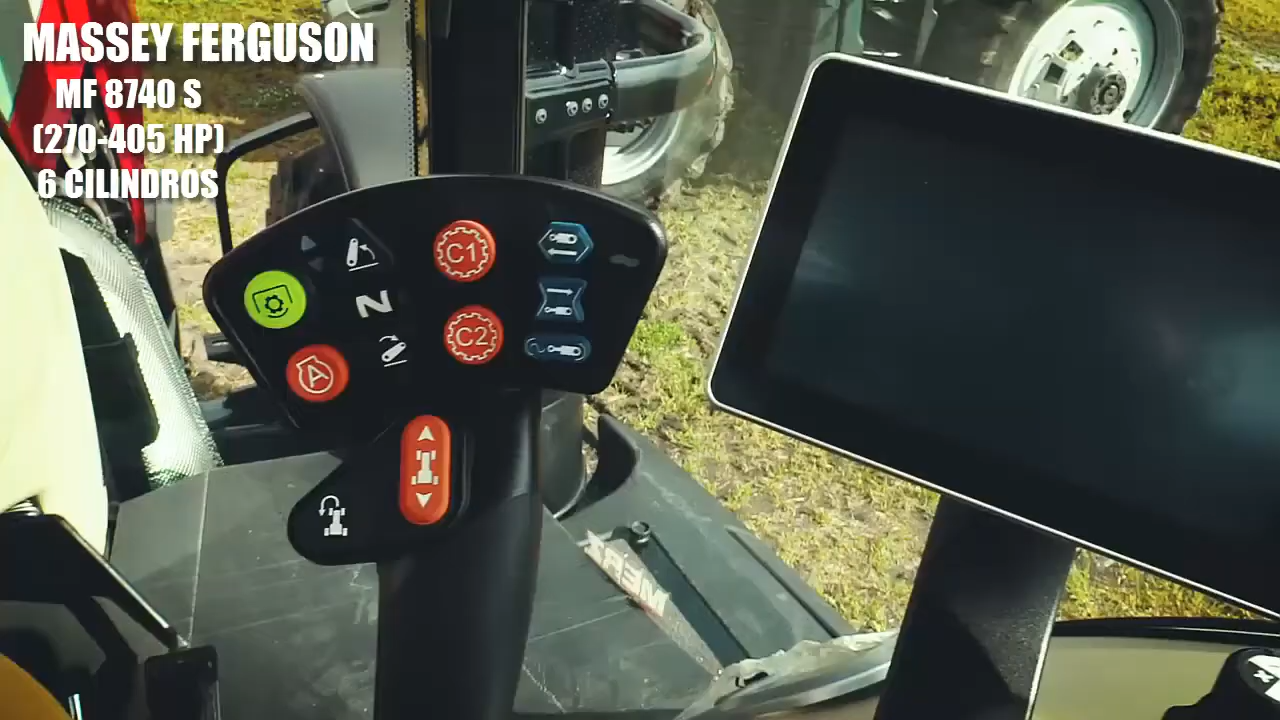 MASSEY FERGUSON
MF 8740 S
(270-405 HP)
6 CILINDROS
C1
N
C2
A